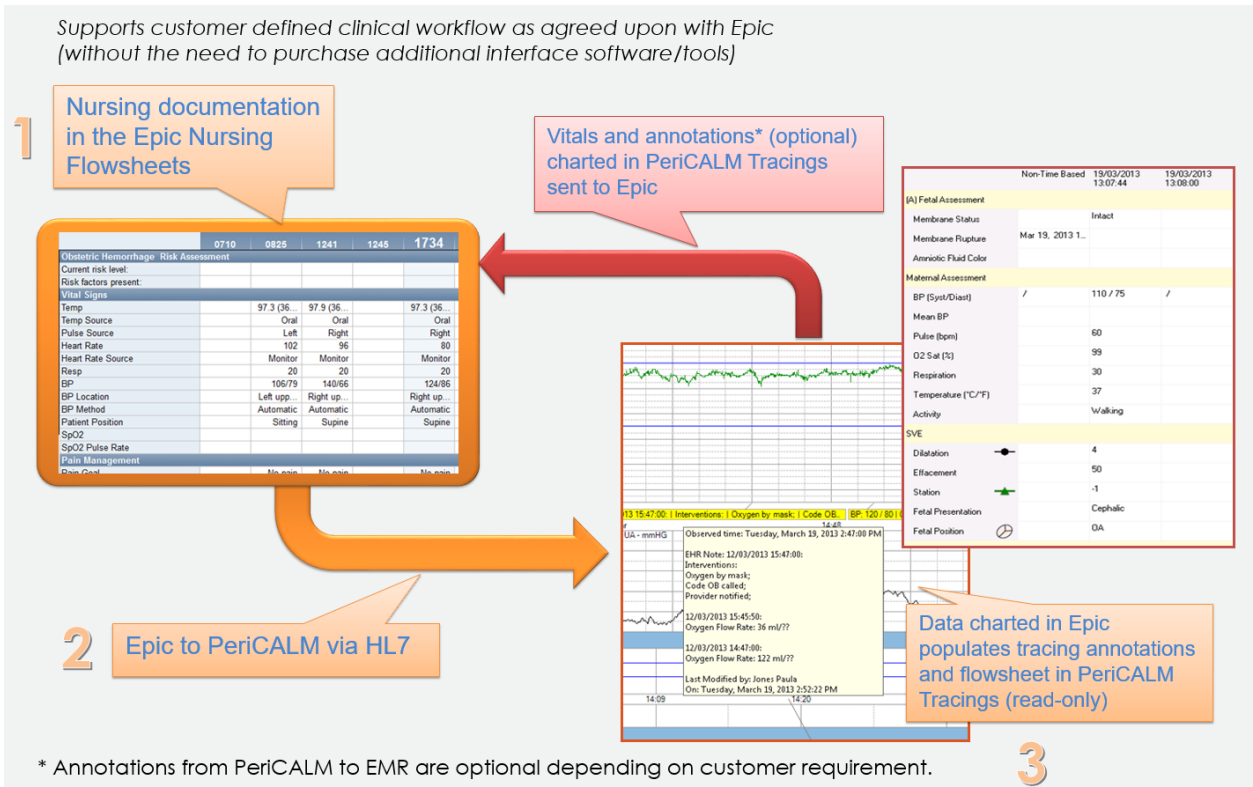 Supports customer defined clinical workflow as agreed upon with Epic
(without the need to purchase additional interface software/tools)
1
Nursing documentation
in the Epic Nursing
Flowsheets
Vitals and annotations* (optional)
charted in PeriCALM Tracings
sent to Epic
0710 0825 1241 1245 1734
Obstetric Hemorrhage Risk Assessment
Current risk level:
Risk factors present:
Vital Signs
Temp 97.3 (36... 97.9 (36... 97.3 (36...
Temp Source Oral Oral Oral
Pulse Source Left Right Right
Heart Rate 102 96 80
Heart Rate Source Monitor Monitor Monitor
Resp 20 20 20
BP 106/79 140/66 124/86
BP Location Left upp... Right up... Right up...
BP Method Automatic Automatic Automatic
Patient Position Sitting Supine Supine
SpO2
SpO2 Pulse Rate
Pain Management
Pain Goal No pain No pain No pain
Non-Time Based 19/03/2013 19/03/2013
13:07:44 13:08:00
(A) Fetal Assessment
Membrane Status Intact
Membrane Rupture Mar 19, 2013 1...
Amniotic Fluid Color
Maternal Assessment
BP (Syst/Diast) / 110 / 75 /
Mean BP
Pulse (bpm) 60
O2 Sat (%) 99
Respiration 30
Temperature (°C/°F) 37
Activity Walking
SVE
Dilatation 4
Effacement 50
Station -1
Fetal Presentation Cephalic
Fetal Position OA
13 15:47:00: | Interventions: | Oxygen by mask; | Code OB.. BP: 120 / 80 |
14:48
UA - mmHG
Observed time: Tuesday, March 19, 2013 2:47:00 PM
EHR Note: 12/03/2013 15:47:00:
Interventions:
Oxygen by mask;
Code OB called;
Provider notified;
12/03/2013 15:45:50:
Oxygen Flow Rate: 36 ml/??
12/03/2013 14:47:00:
Oxygen Flow Rate: 122 ml/??
Last Modified by: Jones Paula
On: Tuesday, March 19, 2013 2:52:22 PM
14:09 14:20
2
Epic to PeriCALM via HL7
Data charted in Epic
populates tracing annotations
and flowsheet in PeriCALM
Tracings (read-only)
3
* Annotations from PeriCALM to EMR are optional depending on customer requirement.